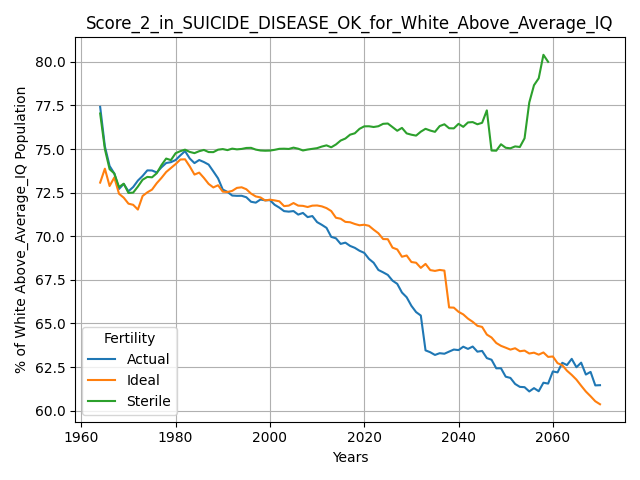 Score_2_in_SUICIDE_DISEASE_OK_for_White_Above_Average_IQ
% of White Above_Average_IQ Population
80.0
77.5
75.0
72.5
70.0
67.5
65.0
62.5
60.0
Fertility
Actual
Ideal
Sterile
1960 1980 2000 2020 2040 2060
Years